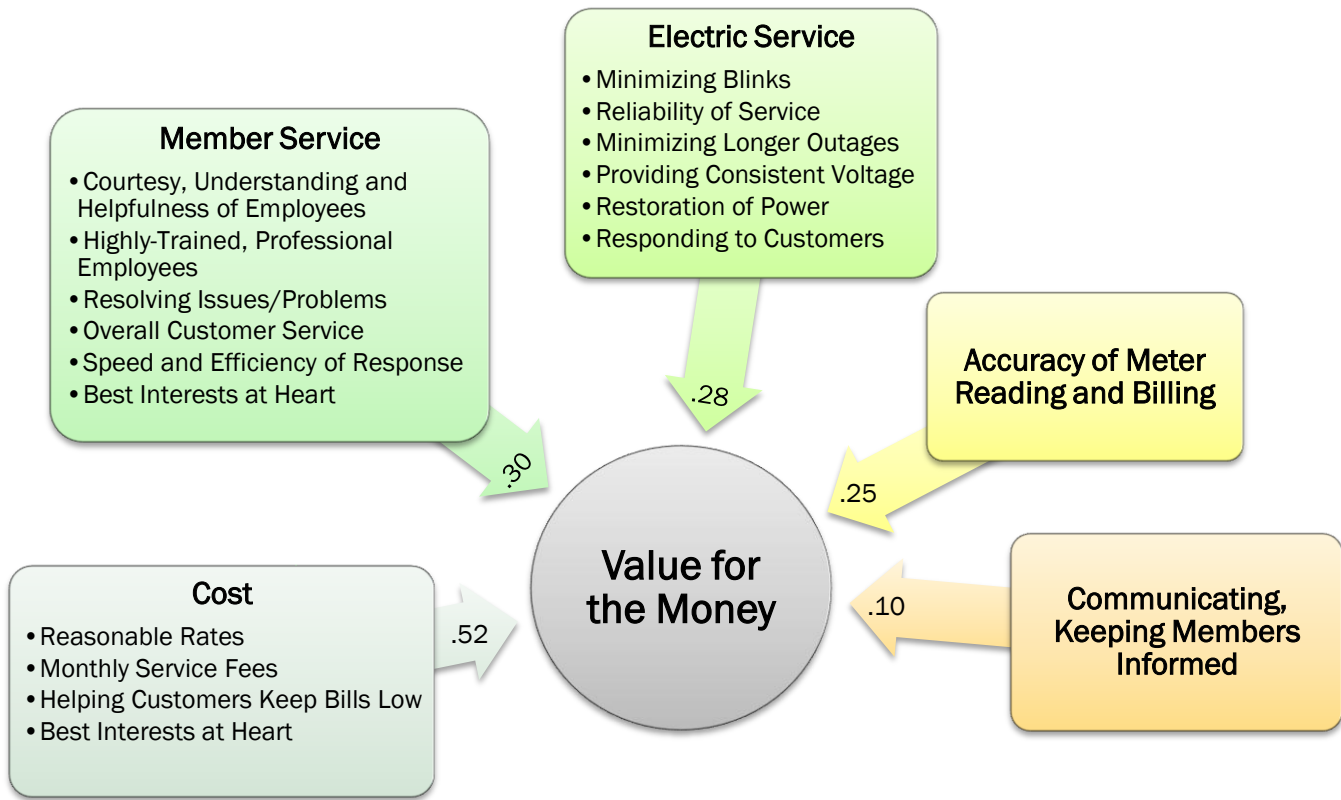 Electric Service
•Minimizing Blinks
•Reliability of Service
•Minimizing Longer Outages
•Providing Consistent Voltage
•Restoration of Power
•Responding to Customers
.28
Member Service
•Courtesy, Understanding and
Helpfulness of Employees
•Highly-Trained, Professional
Employees
•Resolving Issues/Problems
•Overall Customer Service
•Speed and Efficiency of Response
•Best Interests at Heart
.30
Accuracy of Meter
Reading and Billing
.25
Cost
•Reasonable Rates
•Monthly Service Fees
•Helping Customers Keep Bills Low
•Best Interests at Heart
.52
Value for
the Money
.10
Communicating,
Keeping Members
Informed